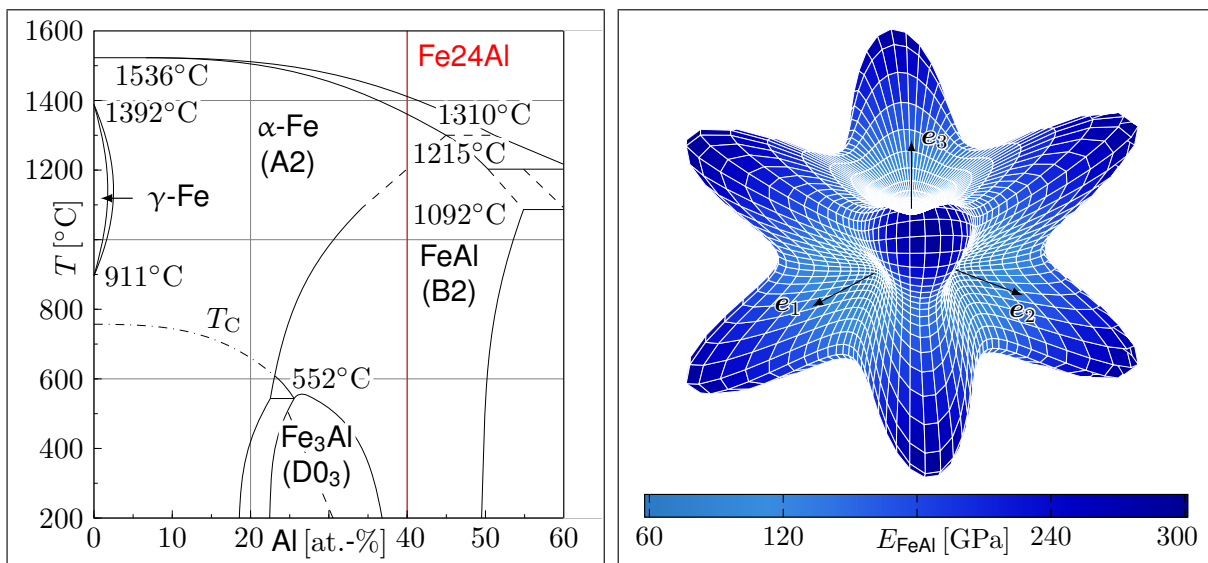 1600
1400
1200
1000
800
600
400
200
T [°C]
0
10
20
30
40
50
60
Al [at.-%]
Fe24Al
1536°C
1392°C
1310°C
α-Fe
(A2)
1215°C
γ-Fe
1092°C
FeAl
(B2)
911°C
T_C
552°C
Fe₃Al
(D0₃)
e₃
e₁
e₂
60
120
E_FeAl [GPa]
240
300